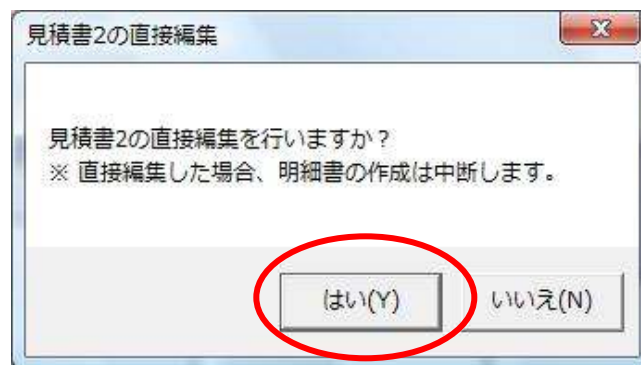 見積書2の直接編集
見積書2の直接編集を行いますか？
※ 直接編集した場合、明細書の作成は中断します。
はい(Y)
いいえ(N)